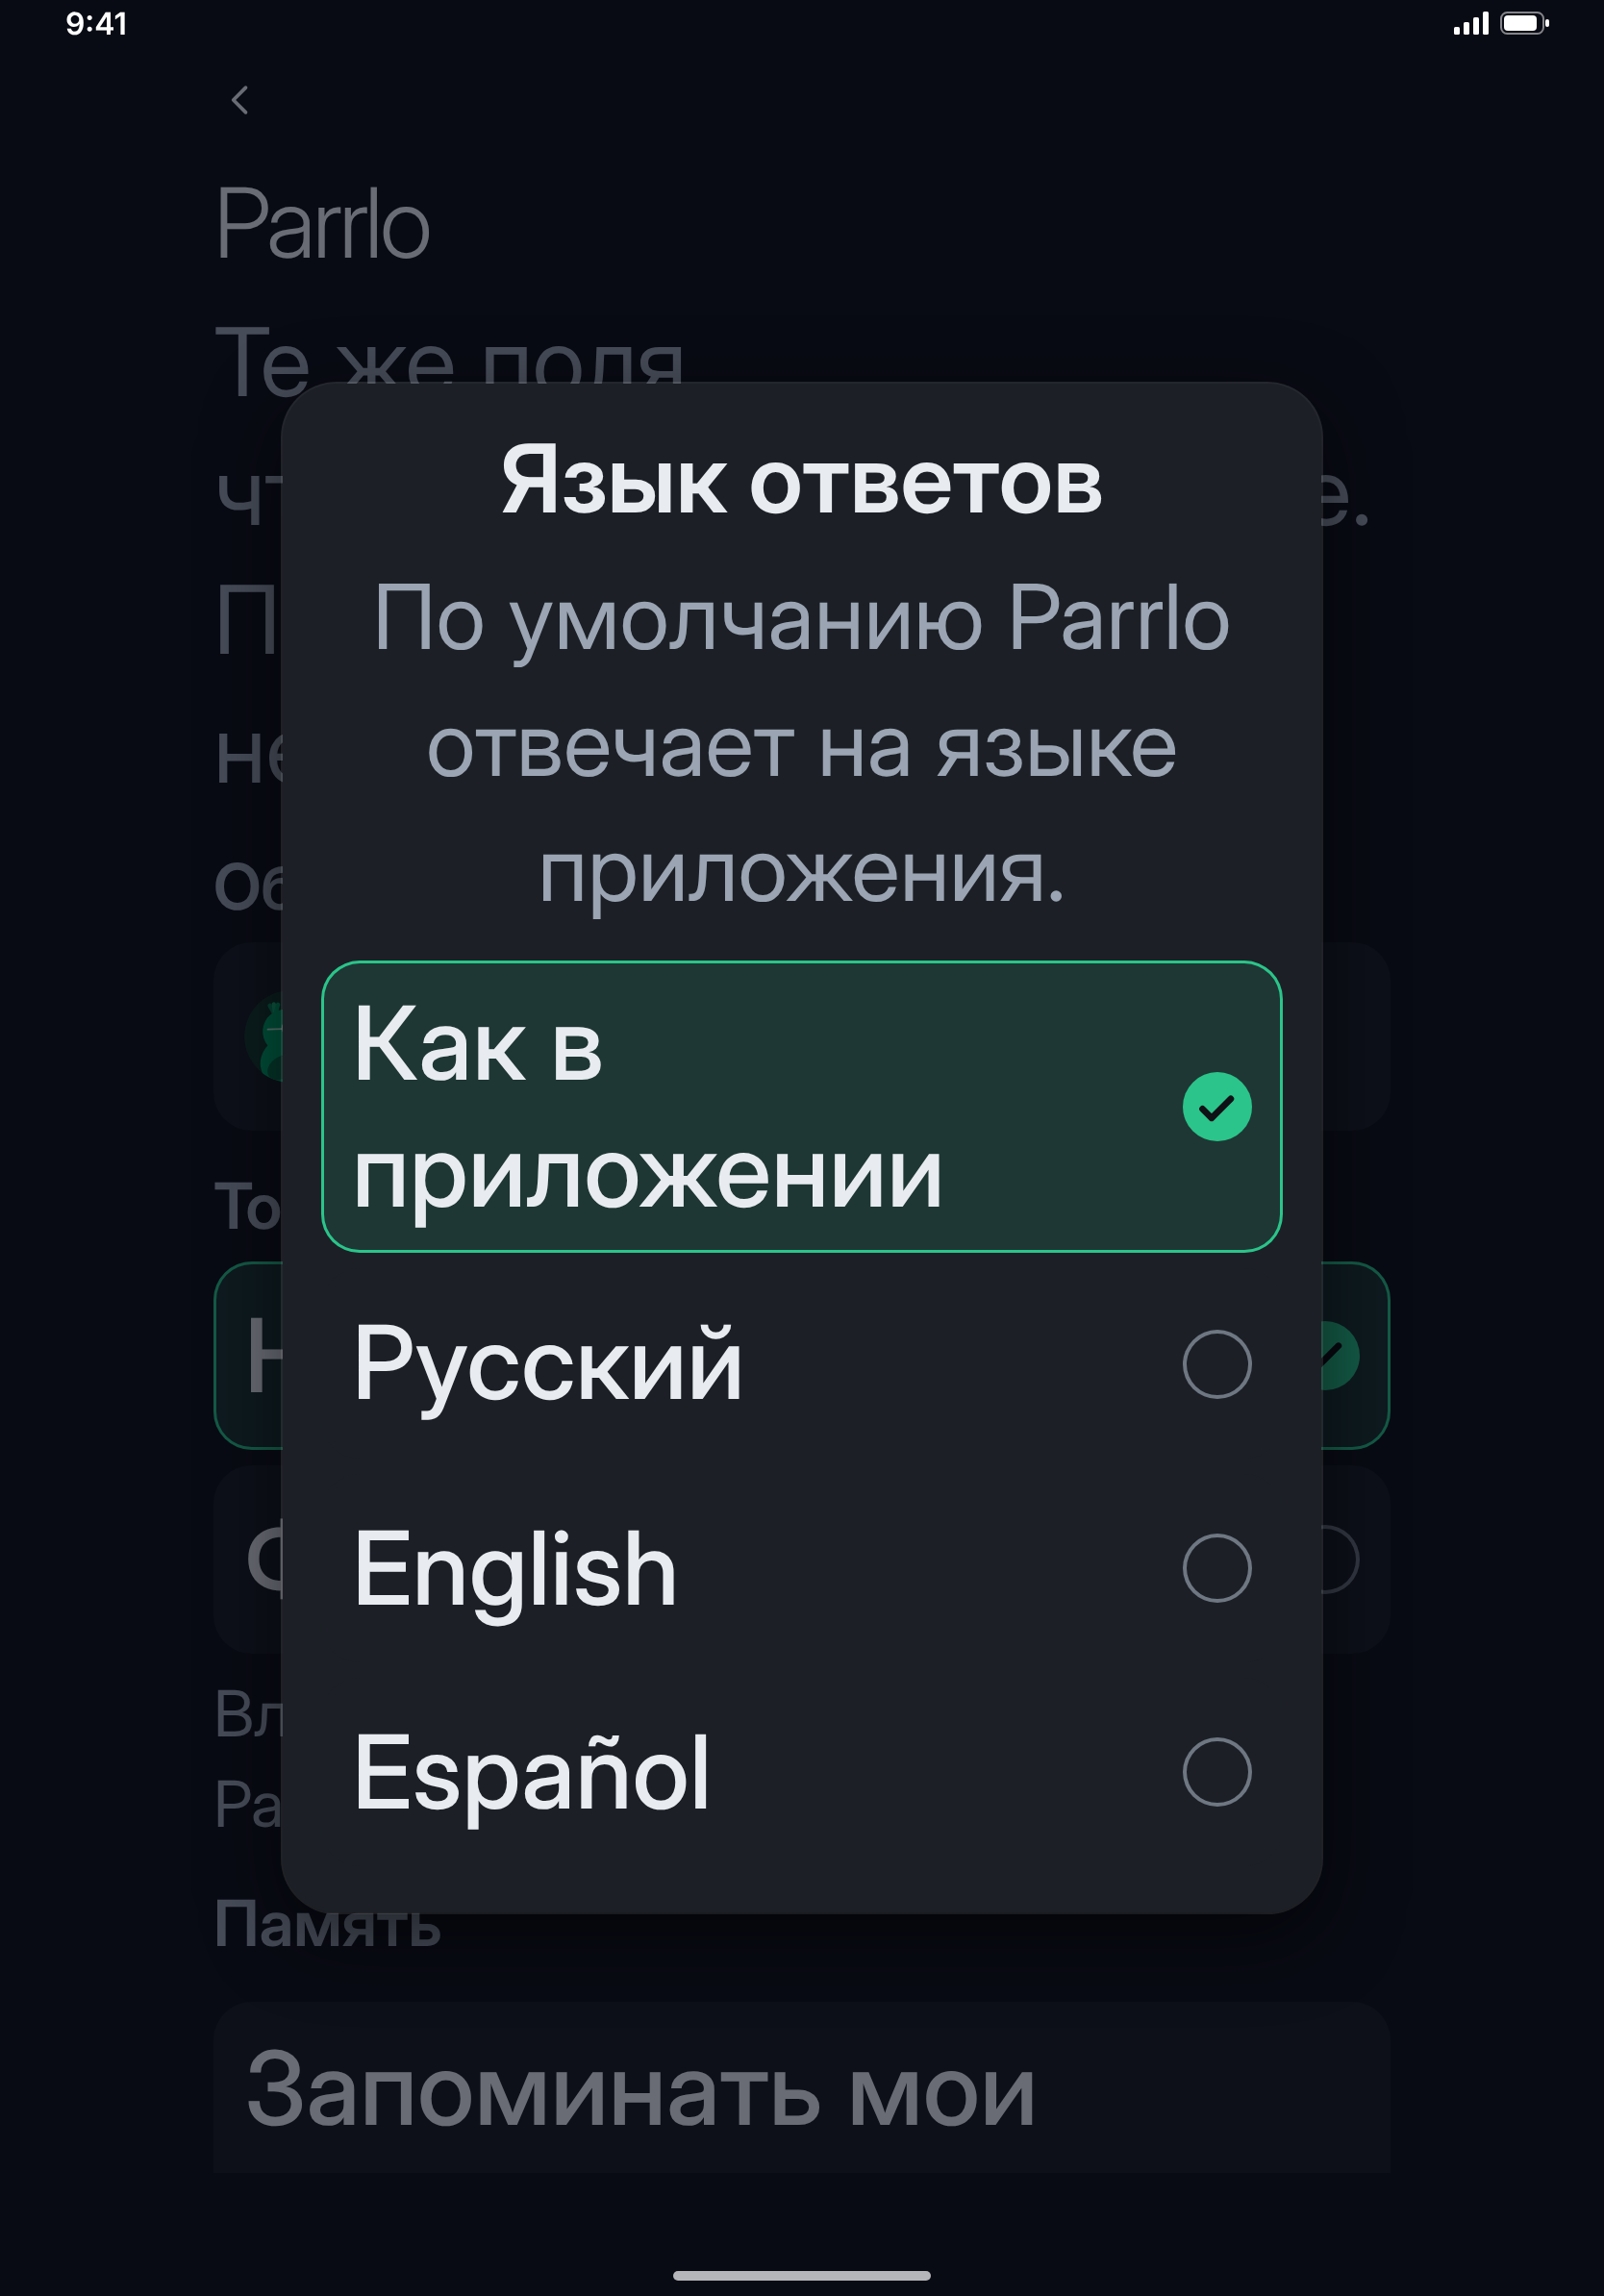 9:41
Parrlo
Те же поля
Язык ответов
По умолчанию Parrlo
отвечает на языке
приложения.
Как в
приложении
Русский
English
Español
Память
Запоминать мои